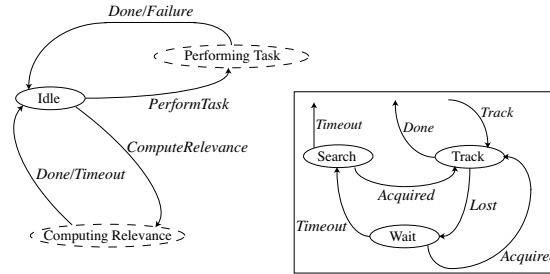 Done/Failure
Performing Task
Idle
PerformTask
ComputeRelevance
Done/Timeout
Computing Relevance
Timeout
Done
Track
Search
Track
Acquired
Lost
Timeout
Wait
Acquired